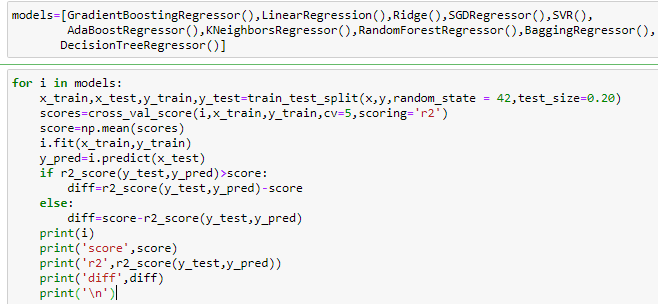 models=[GradientBoostingRegressor(),LinearRegression(),Ridge(),SGDRegressor(),SVR(),
        AdaBoostRegressor(),KNeighborsRegressor(),RandomForestRegressor(),BaggingRegressor(),
       DecisionTreeRegressor()]
for i in models:
    x_train,x_test,y_train,y_test=train_test_split(x,y,random_state = 42,test_size=0.20)
    scores=cross_val_score(i,x_train,y_train,cv=5,scoring='r2')
    score=np.mean(scores)
    i.fit(x_train,y_train)
    y_pred=i.predict(x_test)
    if r2_score(y_test,y_pred)>score:
        diff=r2_score(y_test,y_pred)-score
    else:
        diff=score-r2_score(y_test,y_pred)
    print(i)
    print('score',score)
    print('r2',r2_score(y_test,y_pred))
    print('diff',diff)
    print('\n')